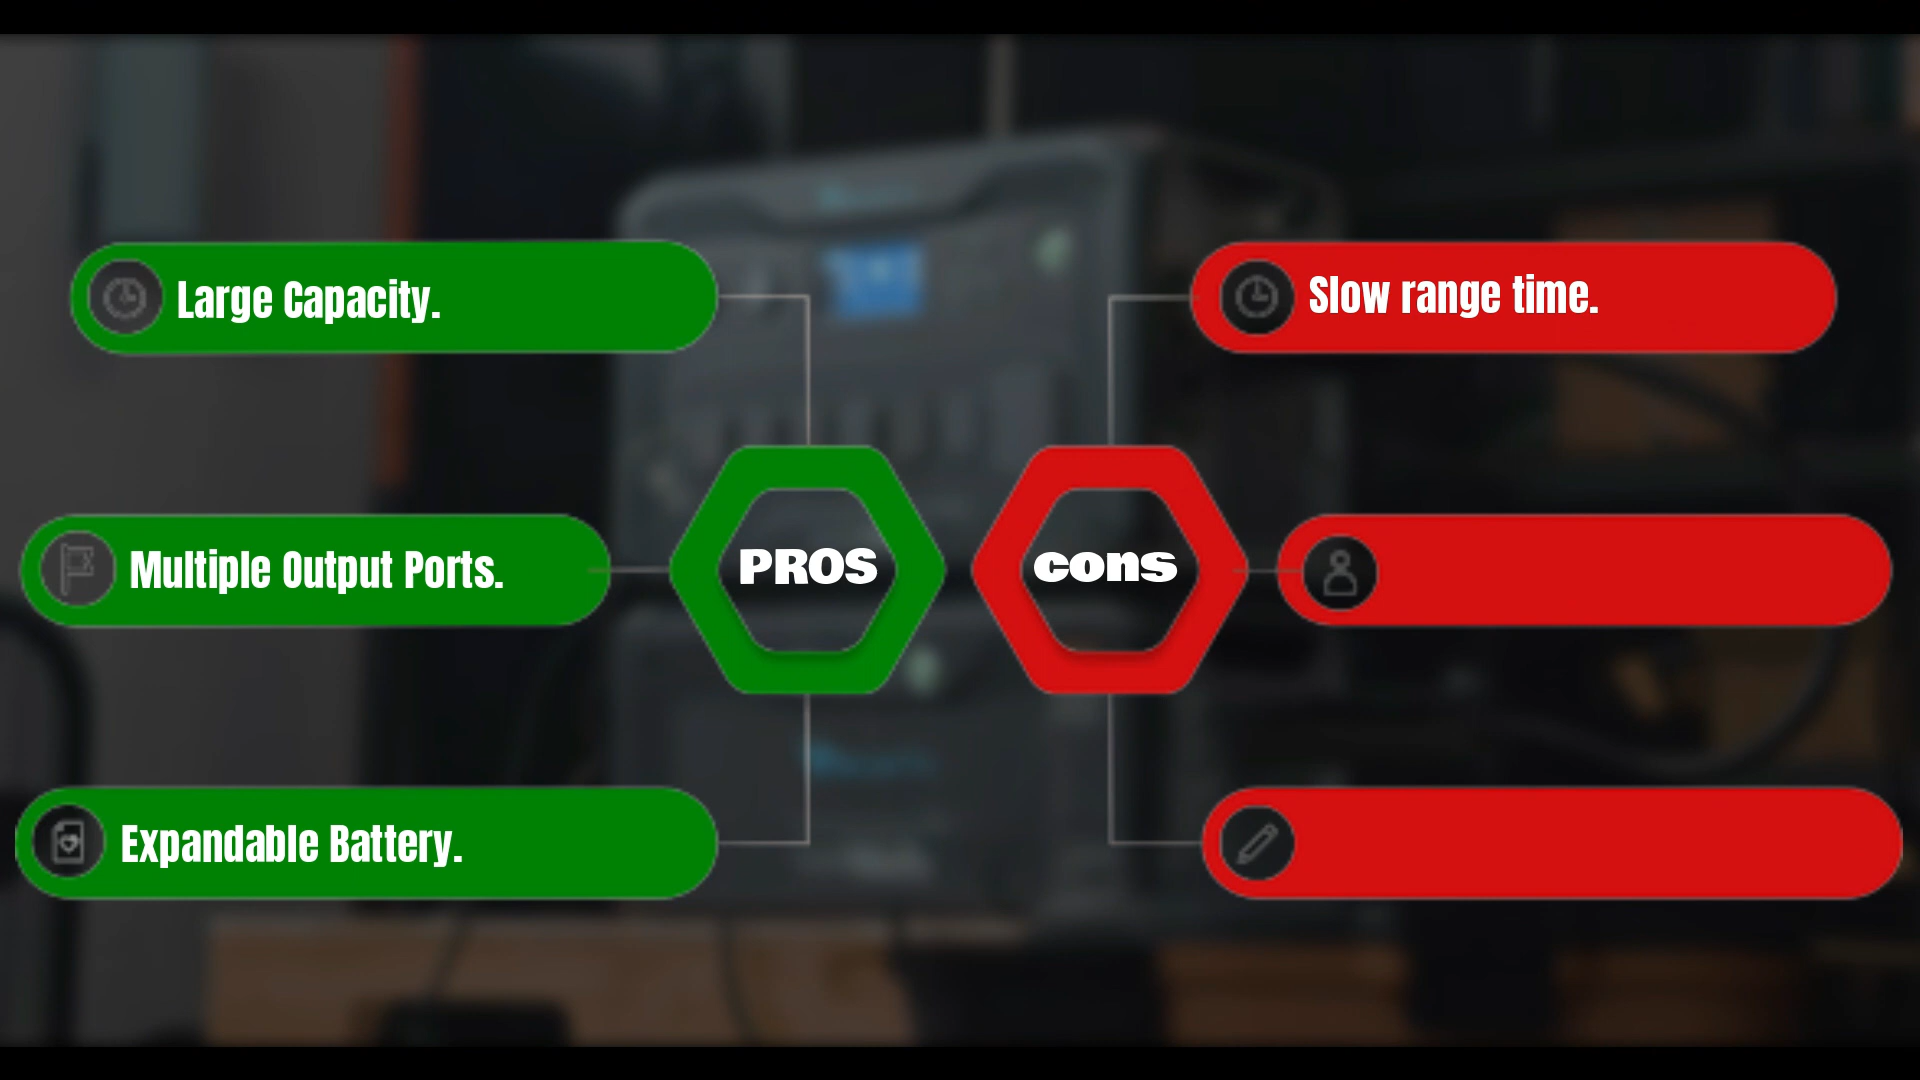 Large Capacity.
Multiple Output Ports.
Expandable Battery.
PROS
cons
Slow range time.